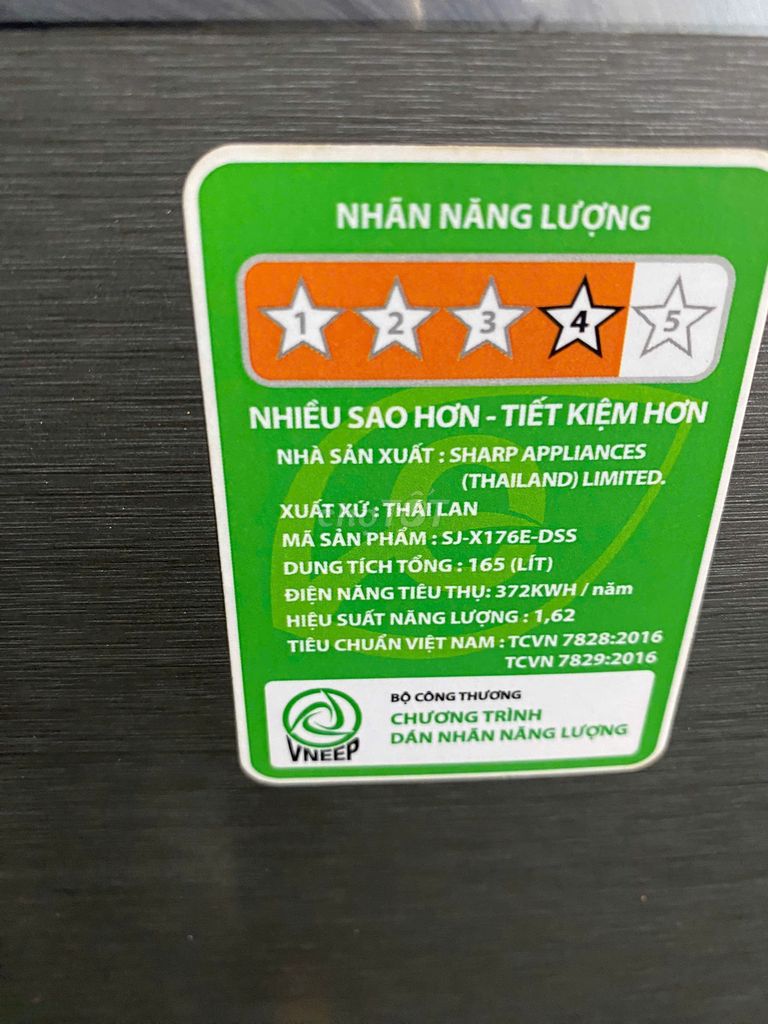 NHÃN NĂNG LƯỢNG
1 2 3 4 5
NHIỀU SAO HƠN - TIẾT KIỆM HƠN
NHÀ SẢN XUẤT : SHARP APPLIANCES
(THAILAND) LIMITED.
XUẤT XỨ : THÁI LAN
chợTỐT
MÃ SẢN PHẨM : SJ-X176E-DSS
DUNG TÍCH TỔNG : 165 (LÍT)
ĐIỆN NĂNG TIÊU THỤ: 372KWH / năm
HIỆU SUẤT NĂNG LƯỢNG : 1,62
TIÊU CHUẨN VIỆT NAM : TCVN 7828:2016
TCVN 7829:2016
BỘ CÔNG THƯƠNG
CHƯƠNG TRÌNH
DÁN NHÃN NĂNG LƯỢNG
VNEEP